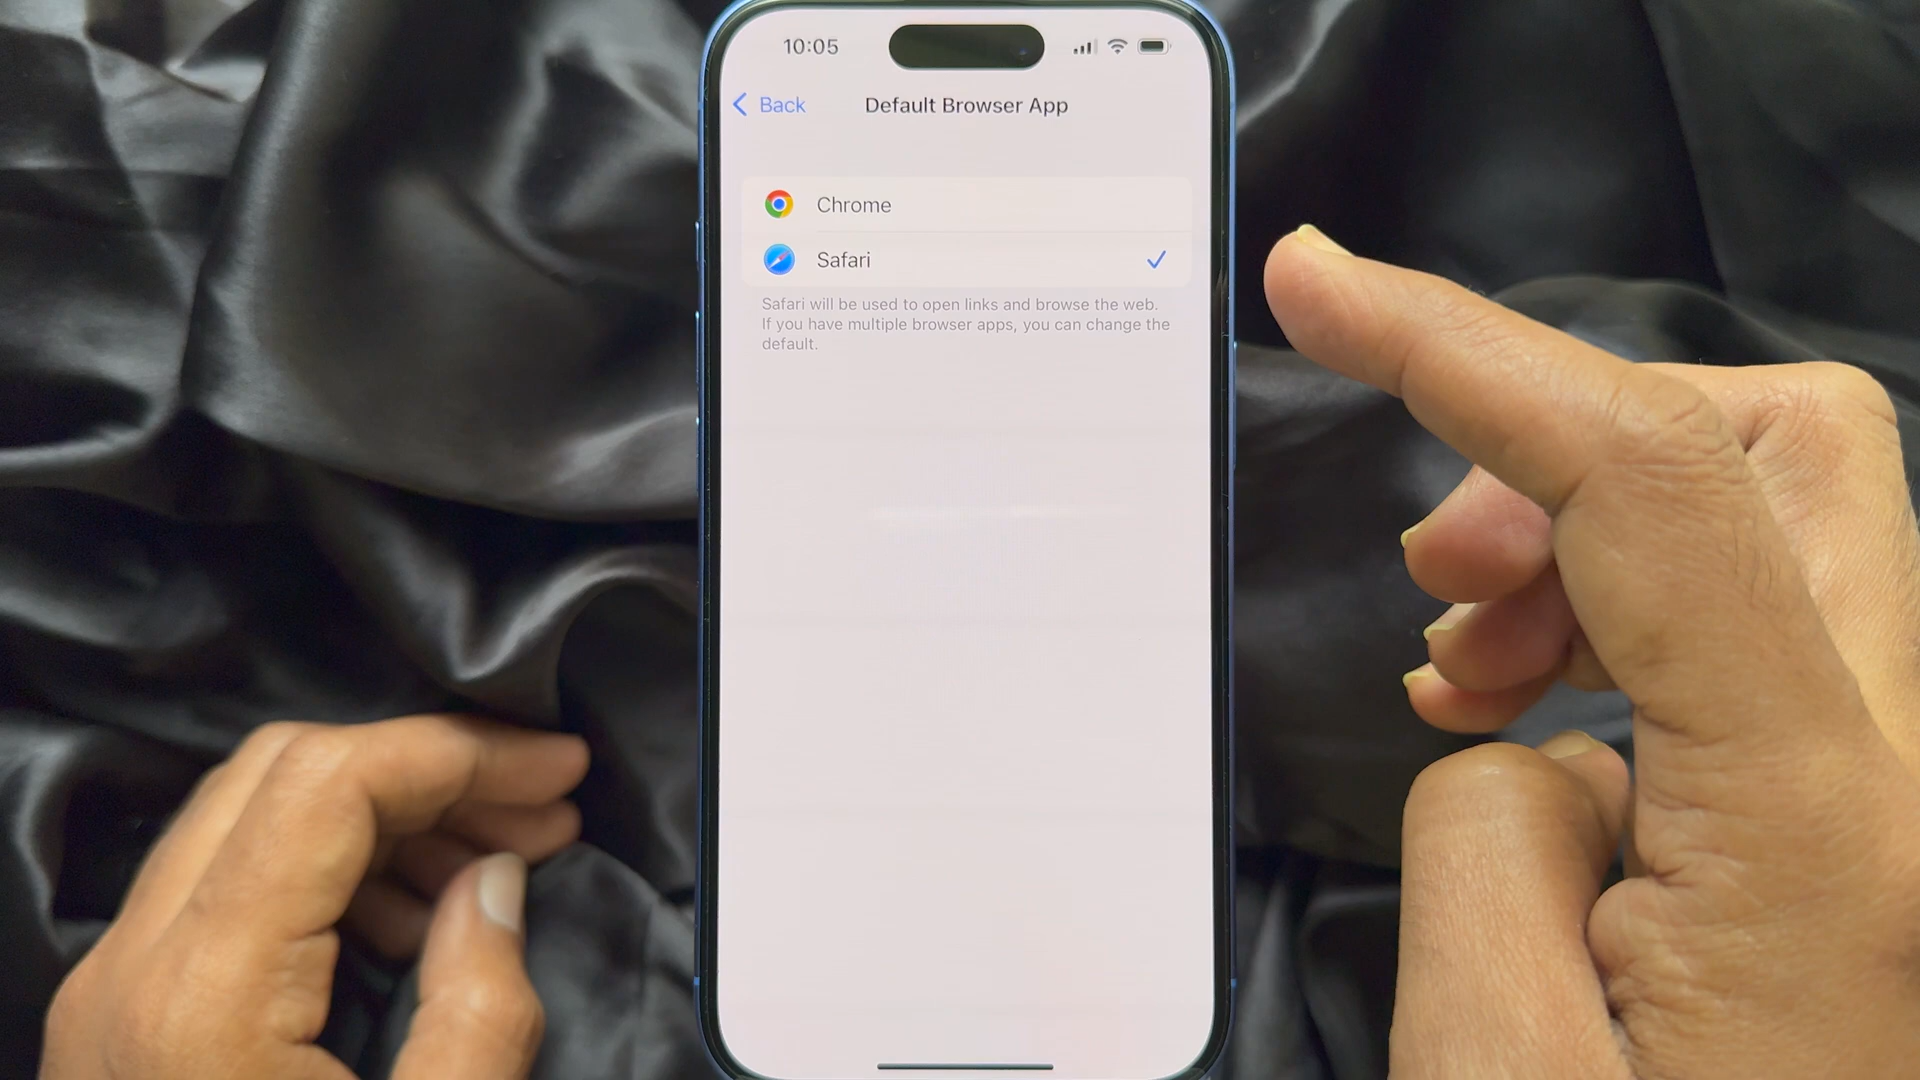 10:05
Back
Default Browser App
Chrome
Safari
Safari will be used to open links and browse the web.
If you have multiple browser apps, you can change the
default.